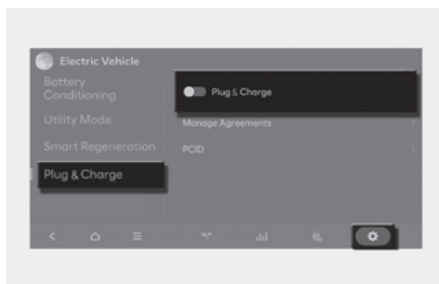 Electric Vehicle
Battery
Conditioning
Plug & Charge
Utility Mode
Manage Agreements
Smart Regeneration
PCID
Plug & Charge